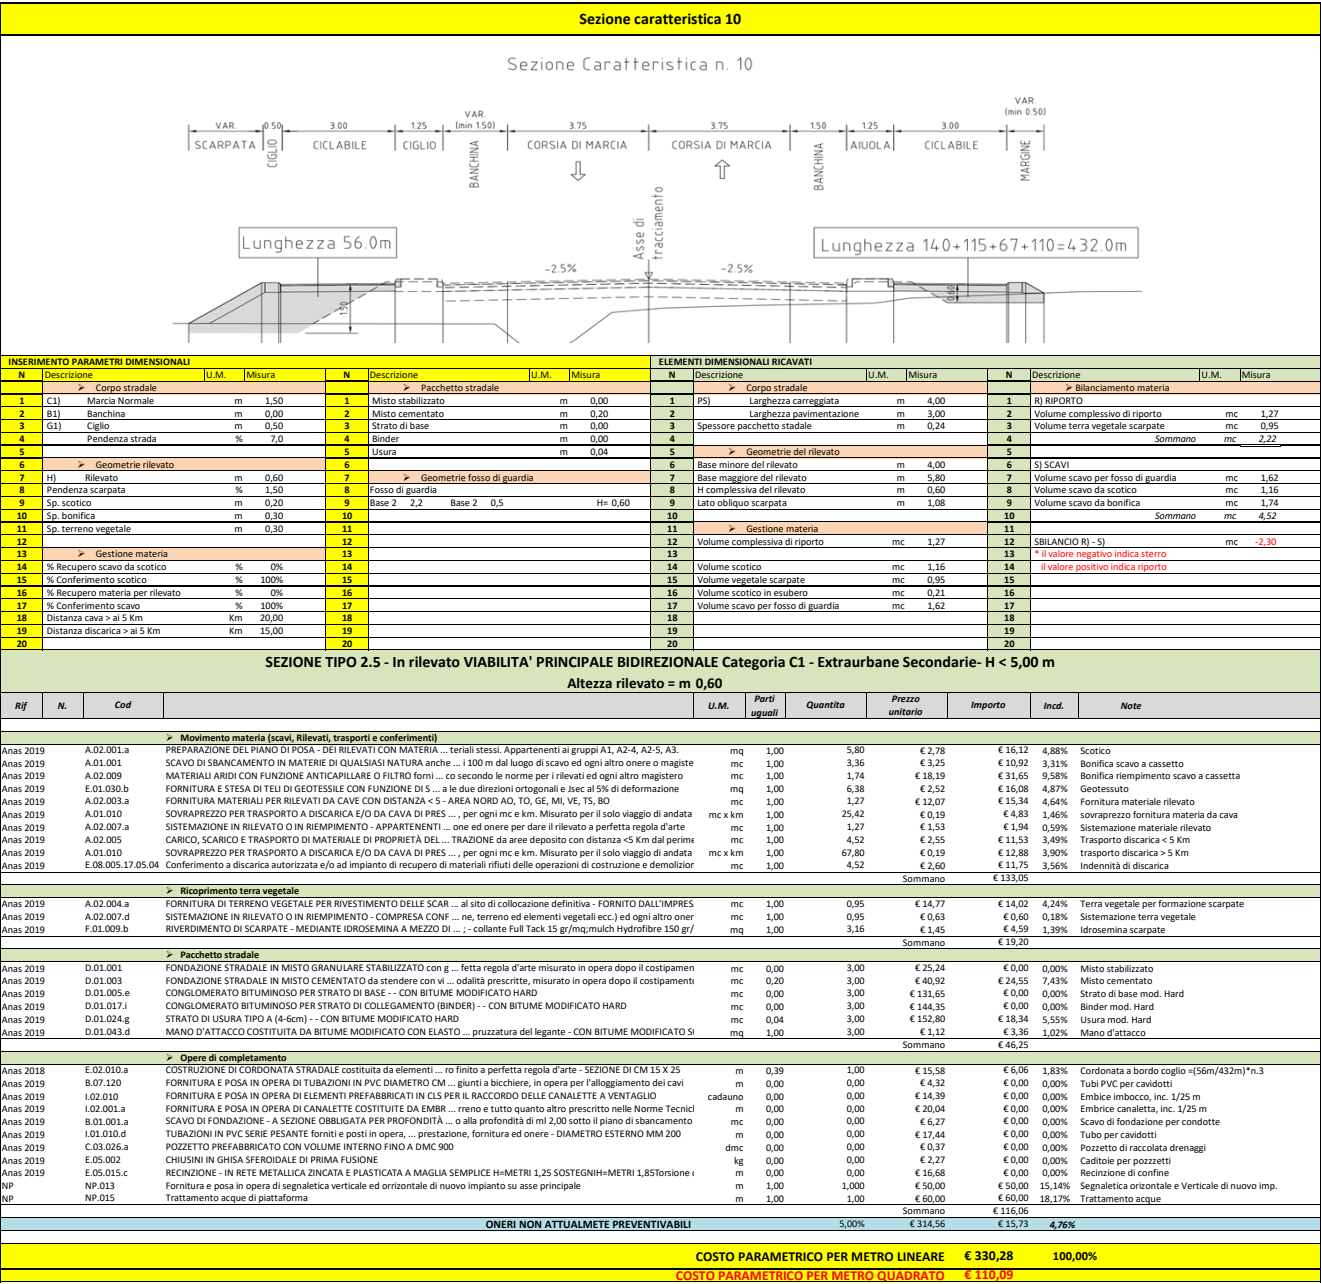 Sezione caratteristica 10
Sezione Caratteristica n. 10
VAR. 0.50 3.00 1.25 VAR. (min 1.50) 3.75 3.75 1.50 1.25 3.00 VAR. (min 0.50)
SCARPATA CIGLIO CICLABILE CIGLIO BANCHINA CORSIA DI MARCIA CORSIA DI MARCIA BANCHINA AIUOLA CICLABILE MARGINE
Asse di tracciamento
Lunghezza 56.0m
Lunghezza 140+115+67+110=432.0m
-2.5% -2.5%
1.50
0.60
INSERIMENTO PARAMETRI DIMENSIONALI
N Descrizione U.M. Misura N Descrizione U.M. Misura
Corpo stradale Pacchetto stradale
1 C1) Marcia Normale m 1,50 1 Misto stabilizzato m 0,00
2 B1) Banchina m 0,00 2 Misto cementato m 0,20
3 G1) Ciglio m 0,50 3 Strato di base m 0,00
4 Pendenza strada % 7,0 4 Binder m 0,00
5 5 Usura m 0,04
6 Geometrie rilevato 6
7 H) Rilevato m 0,60 7 Geometrie fosso di guardia
8 Pendenza scarpata % 1,50 8 Fosso di guardia
9 Sp. scotico m 0,20 9 Base 2 2,2 Base 2 0,5 H= 0,60
10 Sp. bonifica m 0,30 10
11 Sp. terreno vegetale m 0,30 11
12 12
13 Gestione materia 13
14 % Recupero scavo da scotico % 0% 14
15 % Conferimento scotico % 100% 15
16 % Recupero materia per rilevato % 0% 16
17 % Conferimento scavo % 100% 17
18 Distanza cava > ai 5 Km Km 20,00 18
19 Distanza discarica > ai 5 Km Km 15,00 19
20 20
ELEMENTI DIMENSIONALI RICAVATI
N Descrizione U.M. Misura N Descrizione U.M. Misura
Corpo stradale Bilanciamento materia
1 PS) Larghezza carreggiata m 4,00 1 R) RIPORTO
2 Larghezza pavimentazione m 3,00 2 Volume complessivo di riporto mc 1,27
3 Spessore pacchetto stadale m 0,24 3 Volume terra vegetale scarpate mc 0,95
4 4 Sommano mc 2,22
5 Geometrie del rilevato 5
6 Base minore del rilevato m 4,00 6 S) SCAVI
7 Base maggiore del rilevato m 5,80 7 Volume scavo per fosso di guardia mc 1,62
8 H complessiva del rilevato m 0,60 8 Volume scavo da scotico mc 1,16
9 Lato obliquo scarpata m 1,08 9 Volume scavo da bonifica mc 1,74
10 10 Sommano mc 4,52
11 Gestione materia 11
12 Volume complessiva di riporto mc 1,27 12 SBILANCIO R) - S) mc -2,30
13 13 * il valore negativo indica sterro
14 Volume scotico mc 1,16 14 il valore positivo indica riporto
15 Volume vegetale scarpate mc 0,95 15
16 Volume scotico in esubero mc 0,21 16
17 Volume scavo per fosso di guardia mc 1,62 17
18 18
19 19
20 20
SEZIONE TIPO 2.5 - In rilevato VIABILITA' PRINCIPALE BIDIREZIONALE Categoria C1 - Extraurbane Secondarie- H < 5,00 m
Altezza rilevato = m 0,60
Rif N. Cod U.M. Parti uguali Quantita Prezzo unitario Importo Incd. Note
Movimento materia (scavi, Rilevati, trasporti e conferimenti)
Anas 2019 A.02.001.a PREPARAZIONE DEL PIANO DI POSA - DEI RILEVATI CON MATERIA ... teriali stessi. Appartenenti ai gruppi A1, A2-4, A2-5, A3. mq 1,00 5,80 € 2,78 € 16,12 4,88% Scotico
Anas 2019 A.01.001 SCAVO DI SBANCAMENTO IN MATERIE DI QUALSIASI NATURA anche ... i 100 m dal luogo di scavo ed ogni altro onere o magiste mc 1,00 3,36 € 3,25 € 10,92 3,31% Bonifica scavo a cassetto
Anas 2019 A.02.009 MATERIALI ARIDI CON FUNZIONE ANTICAPILLARE O FILTRO forni ... co secondo le norme per i rilevati ed ogni altro magistero mc 1,00 1,74 € 18,19 € 31,65 9,58% Bonifica riempimento scavo a cassetta
Anas 2019 E.01.030.b FORNITURA E STESA DI TELI DI GEOTESSILE CON FUNZIONE DI S ... a le due direzioni ortogonali e Jsec al 5% di deformazione mq 1,00 6,38 € 2,52 € 16,08 4,87% Geotessuto
Anas 2019 A.02.003.a FORNITURA MATERIALI PER RILEVATI DA CAVE CON DISTANZA < 5 - AREA NORD AO, TO, GE, MI, VE, TS, BO mc 1,00 1,27 € 12,07 € 15,34 4,64% Fornitura materiale rilevato
Anas 2019 A.01.010 SOVRAPREZZO PER TRASPORTO A DISCARICA E/O DA CAVA DI PRES ... , per ogni mc e km. Misurato per il solo viaggio di andata mc x km 1,00 25,42 € 0,19 € 4,83 1,46% sovraprezzo fornitura materia da cava
Anas 2019 A.02.007.a SISTEMAZIONE IN RILEVATO O IN RIEMPIMENTO - APPARTENENTI ... one ed onere per dare il rilevato a perfetta regola d'arte mc 1,00 1,27 € 1,53 € 1,94 0,59% Sistemazione materiale rilevato
Anas 2019 A.02.005 CARICO, SCARICO E TRASPORTO DI MATERIALE DI PROPRIETÀ DEL ... TRAZIONE da aree deposito con distanza <5 Km dal perime mc 1,00 4,52 € 2,55 € 11,53 3,49% Trasporto discarica < 5 Km
Anas 2019 A.01.010 SOVRAPREZZO PER TRASPORTO A DISCARICA E/O DA CAVA DI PRES ... , per ogni mc e km. Misurato per il solo viaggio di andata mc x km 1,00 67,80 € 0,19 € 12,88 3,90% trasporto discarica > 5 Km
Anas 2019 E.08.005.17.05.04 Conferimento a discarica autorizzata e/o ad impianto di recupero di materiali rifiuti delle operazioni di costruzione e demolizior mc 1,00 4,52 € 2,60 € 11,75 3,56% Indennità di discarica
Sommano € 133,05
Ricoprimento terra vegetale
Anas 2019 A.02.004.a FORNITURA DI TERRENO VEGETALE PER RIVESTIMENTO DELLE SCAR ... al sito di collocazione definitiva - FORNITO DALL'IMPRES mc 1,00 0,95 € 14,77 € 14,02 4,24% Terra vegetale per formazione scarpate
Anas 2019 A.02.007.d SISTEMAZIONE IN RILEVATO O IN RIEMPIMENTO - COMPRESA CONF ... ne, terreno ed elementi vegetali ecc.) ed ogni altro oner mc 1,00 0,95 € 0,63 € 0,60 0,18% Sistemazione terra vegetale
Anas 2019 F.01.009.b RIVERDIMENTO DI SCARPATE - MEDIANTE IDROSEMINA A MEZZO DI ... ; - collante Full Tack 15 gr/mq;mulch Hydrofibre 150 gr/ mq 1,00 3,16 € 1,45 € 4,59 1,39% Idrosemina scarpate
Sommano € 19,20
Pacchetto stradale
Anas 2019 D.01.001 FONDAZIONE STRADALE IN MISTO GRANULARE STABILIZZATO con g ... fetta regola d'arte misurato in opera dopo il costipamen mc 0,00 3,00 € 25,24 € 0,00 0,00% Misto stabilizzato
Anas 2019 D.01.003 FONDAZIONE STRADALE IN MISTO CEMENTATO da stendere con vi ... odalità prescritte, misurato in opera dopo il costipamento mc 0,20 3,00 € 40,92 € 24,55 7,43% Misto cementato
Anas 2019 D.01.005.e CONGLOMERATO BITUMINOSO PER STRATO DI BASE - - CON BITUME MODIFICATO HARD mc 0,00 3,00 € 131,65 € 0,00 0,00% Strato di base mod. Hard
Anas 2019 D.01.017.i CONGLOMERATO BITUMINOSO PER STRATO DI COLLEGAMENTO (BINDER) - - CON BITUME MODIFICATO HARD mc 0,00 3,00 € 144,35 € 0,00 0,00% Binder mod. Hard
Anas 2019 D.01.024.g STRATO DI USURA TIPO A (4-6cm) - - CON BITUME MODIFICATO HARD mc 0,04 3,00 € 152,80 € 18,34 5,55% Usura mod. Hard
Anas 2019 D.01.043.d MANO D'ATTACCO COSTITUITA DA BITUME MODIFICATO CON ELASTO ... pruzzatura del legante - CON BITUME MODIFICATO S mq 1,00 3,00 € 1,12 € 3,36 1,02% Mano d'attacco
Sommano € 46,25
Opere di completamento
Anas 2018 E.02.010.a COSTRUZIONE DI CORDONATA STRADALE costituita da elementi ... ro finito a perfetta regola d'arte - SEZIONE DI CM 15 X 25 m 0,39 1,00 € 15,58 € 6,06 1,83% Cordonata a bordo coglio =(56m/432m)*n.3
Anas 2019 B.07.120 FORNITURA E POSA IN OPERA DI TUBAZIONI IN PVC DIAMETRO CM ... giunti a bicchiere, in opera per l'alloggiamento dei cavi m 0,00 0,00 € 4,32 € 0,00 0,00% Tubi PVC per cavidotti
Anas 2019 I.02.010 FORNITURA E POSA IN OPERA DI ELEMENTI PREFABBRICATI IN CLS PER IL RACCORDO DELLE CANALETTE A VENTAGLIO cadauno 0,00 0,00 € 14,39 € 0,00 0,00% Embice imbocco, inc. 1/25 m
Anas 2019 I.02.001.a FORNITURA E POSA IN OPERA DI CANALETTE COSTITUITE DA EMBR ... rreno e tutto quanto altro prescritto nelle Norme Tecnicl m 0,00 0,00 € 20,04 € 0,00 0,00% Embrice canaletta, inc. 1/25 m
Anas 2019 B.01.001.a SCAVO DI FONDAZIONE - A SEZIONE OBBLIGATA PER PROFONDITÀ ... o alla profondità di ml 2,00 sotto il piano di sbancamento mc 0,00 0,00 € 6,27 € 0,00 0,00% Scavo di fondazione per condotte
Anas 2019 I.01.010.d TUBAZIONI IN PVC SERIE PESANTE forniti e posti in opera, ... prestazione, fornitura ed onere - DIAMETRO ESTERNO MM 200 m 0,00 0,00 € 17,44 € 0,00 0,00% Tubo per cavidotti
Anas 2019 C.03.026.a POZZETTO PREFABBRICATO CON VOLUME INTERNO FINO A DMC 900 dmc 0,00 0,00 € 0,37 € 0,00 0,00% Pozzetto di raccolata drenaggi
Anas 2019 E.05.002 CHIUSINI IN GHISA SFEROIDALE DI PRIMA FUSIONE kg 0,00 0,00 € 2,27 € 0,00 0,00% Caditoie per pozzzetti
Anas 2019 E.05.015.c RECINZIONE - IN RETE METALLICA ZINCATA E PLASTICATA A MAGLIA SEMPLICE H=METRI 1,25 SOSTEGNIH=METRI 1,85Torsione m 0,00 0,00 € 16,68 € 0,00 0,00% Recinzione di confine
NP NP.013 Fornitura e posa in opera di segnaletica verticale ed orrizontale di nuovo impianto su asse principale m 1,00 1,000 € 50,00 € 50,00 15,14% Segnaletica orizontale e Verticale di nuovo imp.
NP NP.015 Trattamento acque di piattaforma m 1,00 1,00 € 60,00 € 60,00 18,17% Trattamento acque
Sommano € 116,06
ONERI NON ATTUALMETE PREVENTIVABILI 5,00% € 314,56 € 15,73 4,76%
COSTO PARAMETRICO PER METRO LINEARE € 330,28 100,00%
COSTO PARAMETRICO PER METRO QUADRATO € 110,09